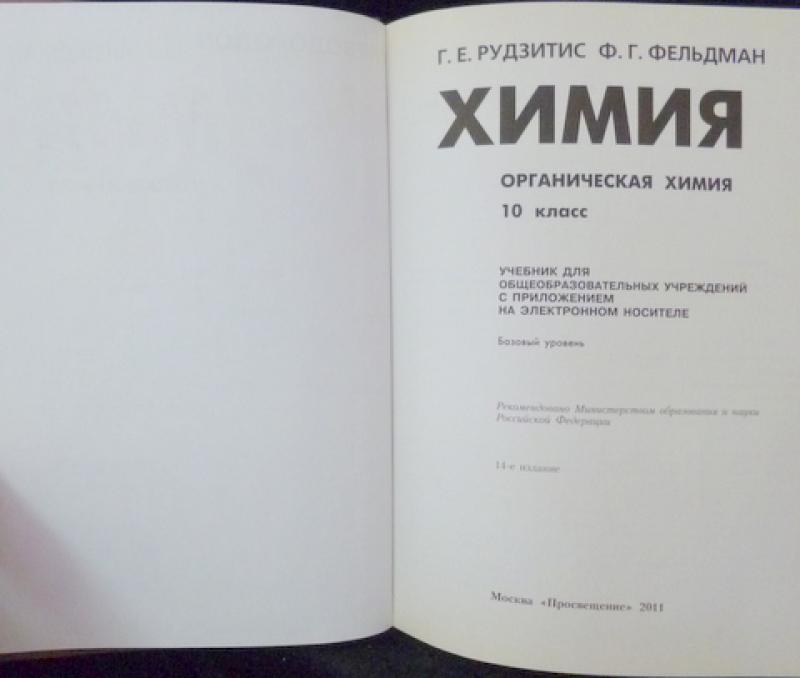 Г. Е. РУДЗИТИС Ф. Г. ФЕЛЬДМАН
ХИМИЯ
ОРГАНИЧЕСКАЯ ХИМИЯ
10 класс
УЧЕБНИК ДЛЯ
ОБЩЕОБРАЗОВАТЕЛЬНЫХ УЧРЕЖДЕНИЙ
С ПРИЛОЖЕНИЕМ
НА ЭЛЕКТРОННОМ НОСИТЕЛЕ
Базовый уровень
Рекомендовано Министерством образования и науки
Российской Федерации
14-е издание
Москва «Просвещение» 2011